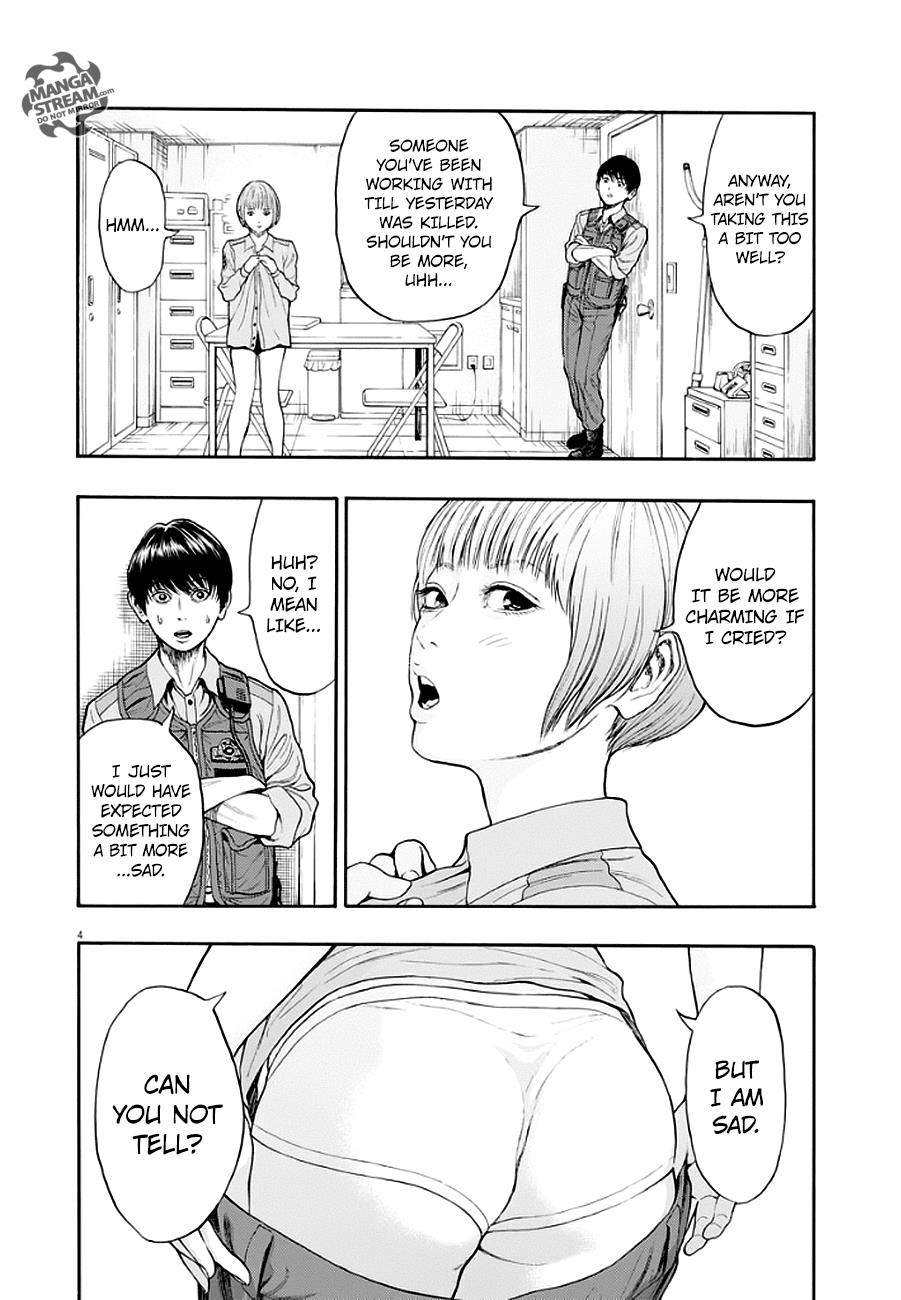 MANGA
STREAM.com
DO NOT MIRROR
ANYWAY,
AREN'T YOU
TAKING THIS
A BIT TOO
WELL?
SOMEONE
YOU'VE BEEN
WORKING WITH
TILL YESTERDAY
WAS KILLED.
SHOULDN'T YOU
BE MORE,
UHH...
HMM...
WOULD
IT BE MORE
CHARMING IF
I CRIED?
HUH?
NO, I
MEAN
LIKE...
I JUST
WOULD HAVE
EXPECTED
SOMETHING
A BIT MORE
...SAD.
4
BUT
I AM
SAD.
CAN
YOU NOT
TELL?